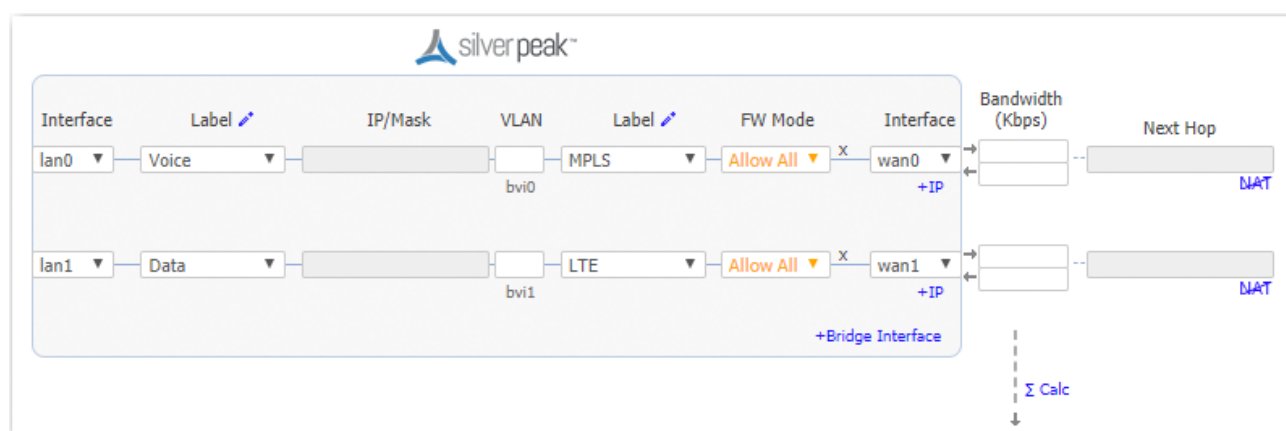 silver peak™
Interface Label IP/Mask VLAN Label FW Mode Interface Bandwidth (Kbps) Next Hop
lan0 Voice MPLS Allow All x wan0
bvi0 +IP NAT
lan1 Data LTE Allow All x wan1
bvi1 +IP NAT
+Bridge Interface
Σ Calc